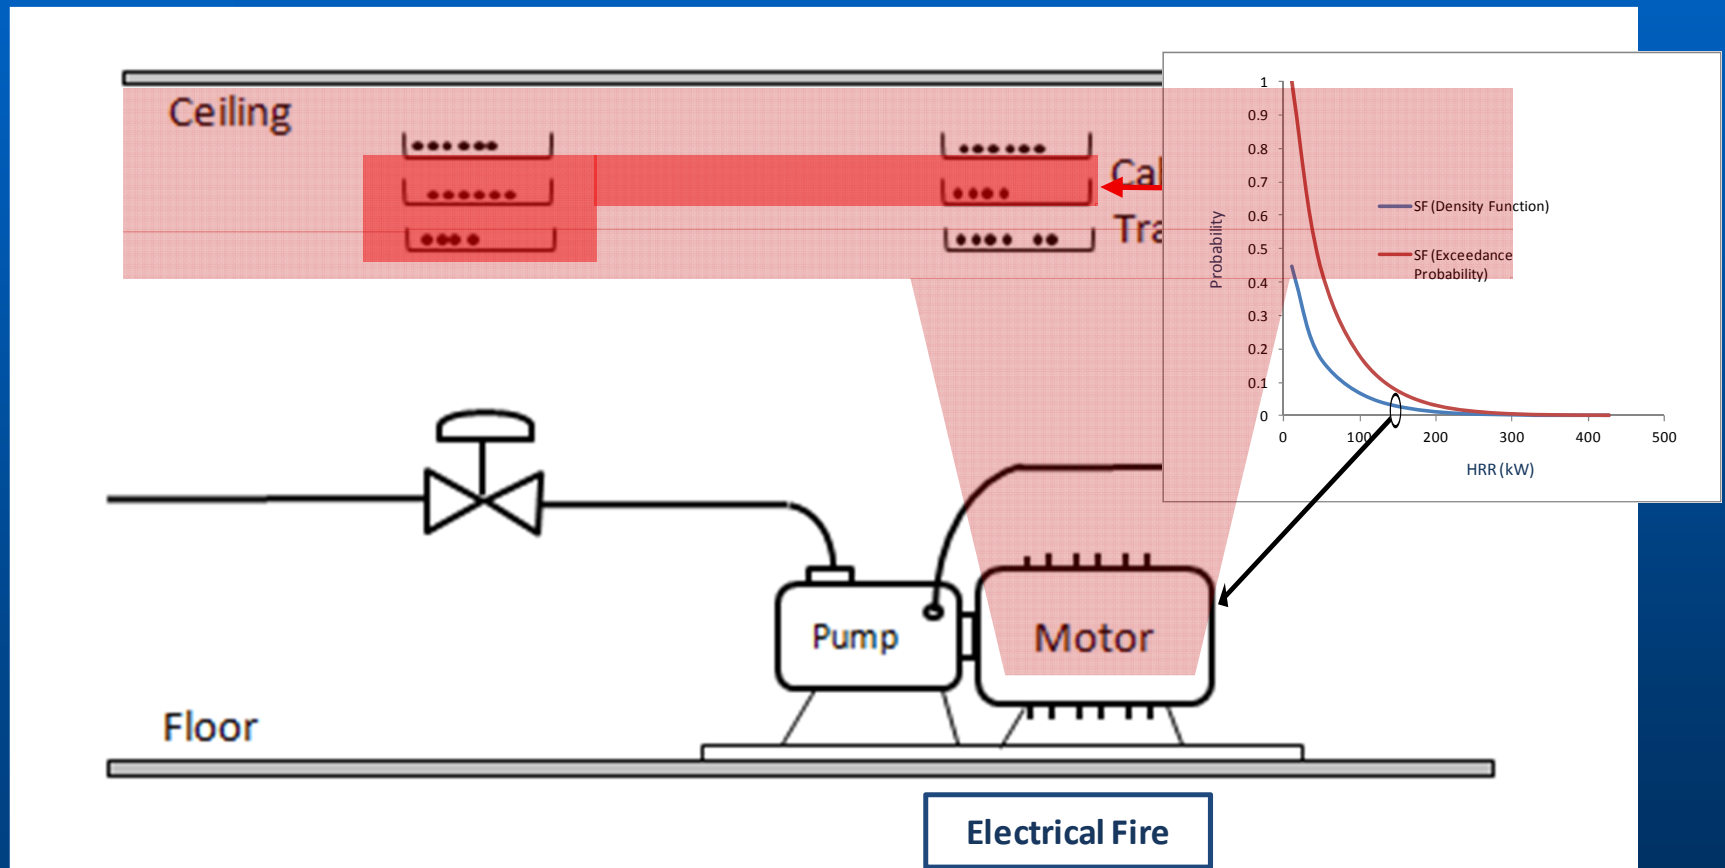 Ceiling
Probability
1
0.9
0.8
0.7
0.6
0.5
0.4
0.3
0.2
0.1
0
0
100
200
300
400
500
HRR (kW)
SF (Density Function)
SF (Exceedance
Probability)
Pump
Motor
Floor
Electrical Fire